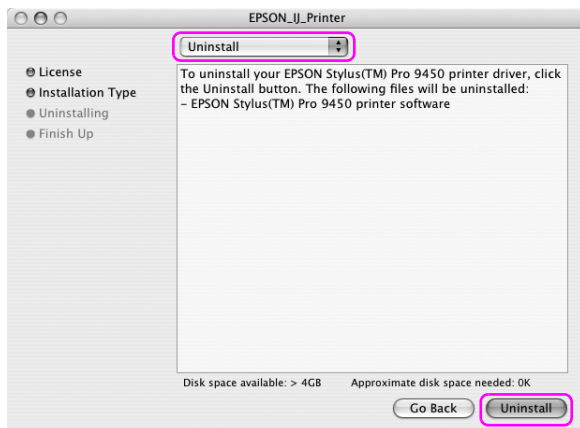 EPSON_IJ_Printer
Uninstall
License
Installation Type
Uninstalling
Finish Up
To uninstall your EPSON Stylus(TM) Pro 9450 printer driver, click
the Uninstall button. The following files will be uninstalled:
– EPSON Stylus(TM) Pro 9450 printer software
Disk space available: > 4GB Approximate disk space needed: 0K
Go Back Uninstall